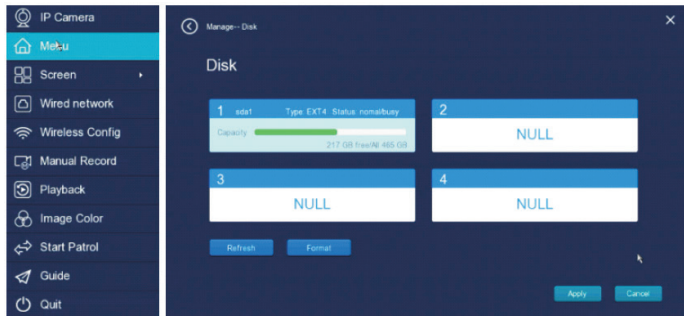 IP Camera
Menu
Screen
Wired network
Wireless Config
Manual Record
Playback
Image Color
Start Patrol
Guide
Quit
Manage-- Disk
Disk
1 sda1 Type EXT4 Status nomal/busy
Capacity
217 GB free/All 465 GB
2
NULL
3
NULL
4
NULL
Refresh Format
Apply Cancel